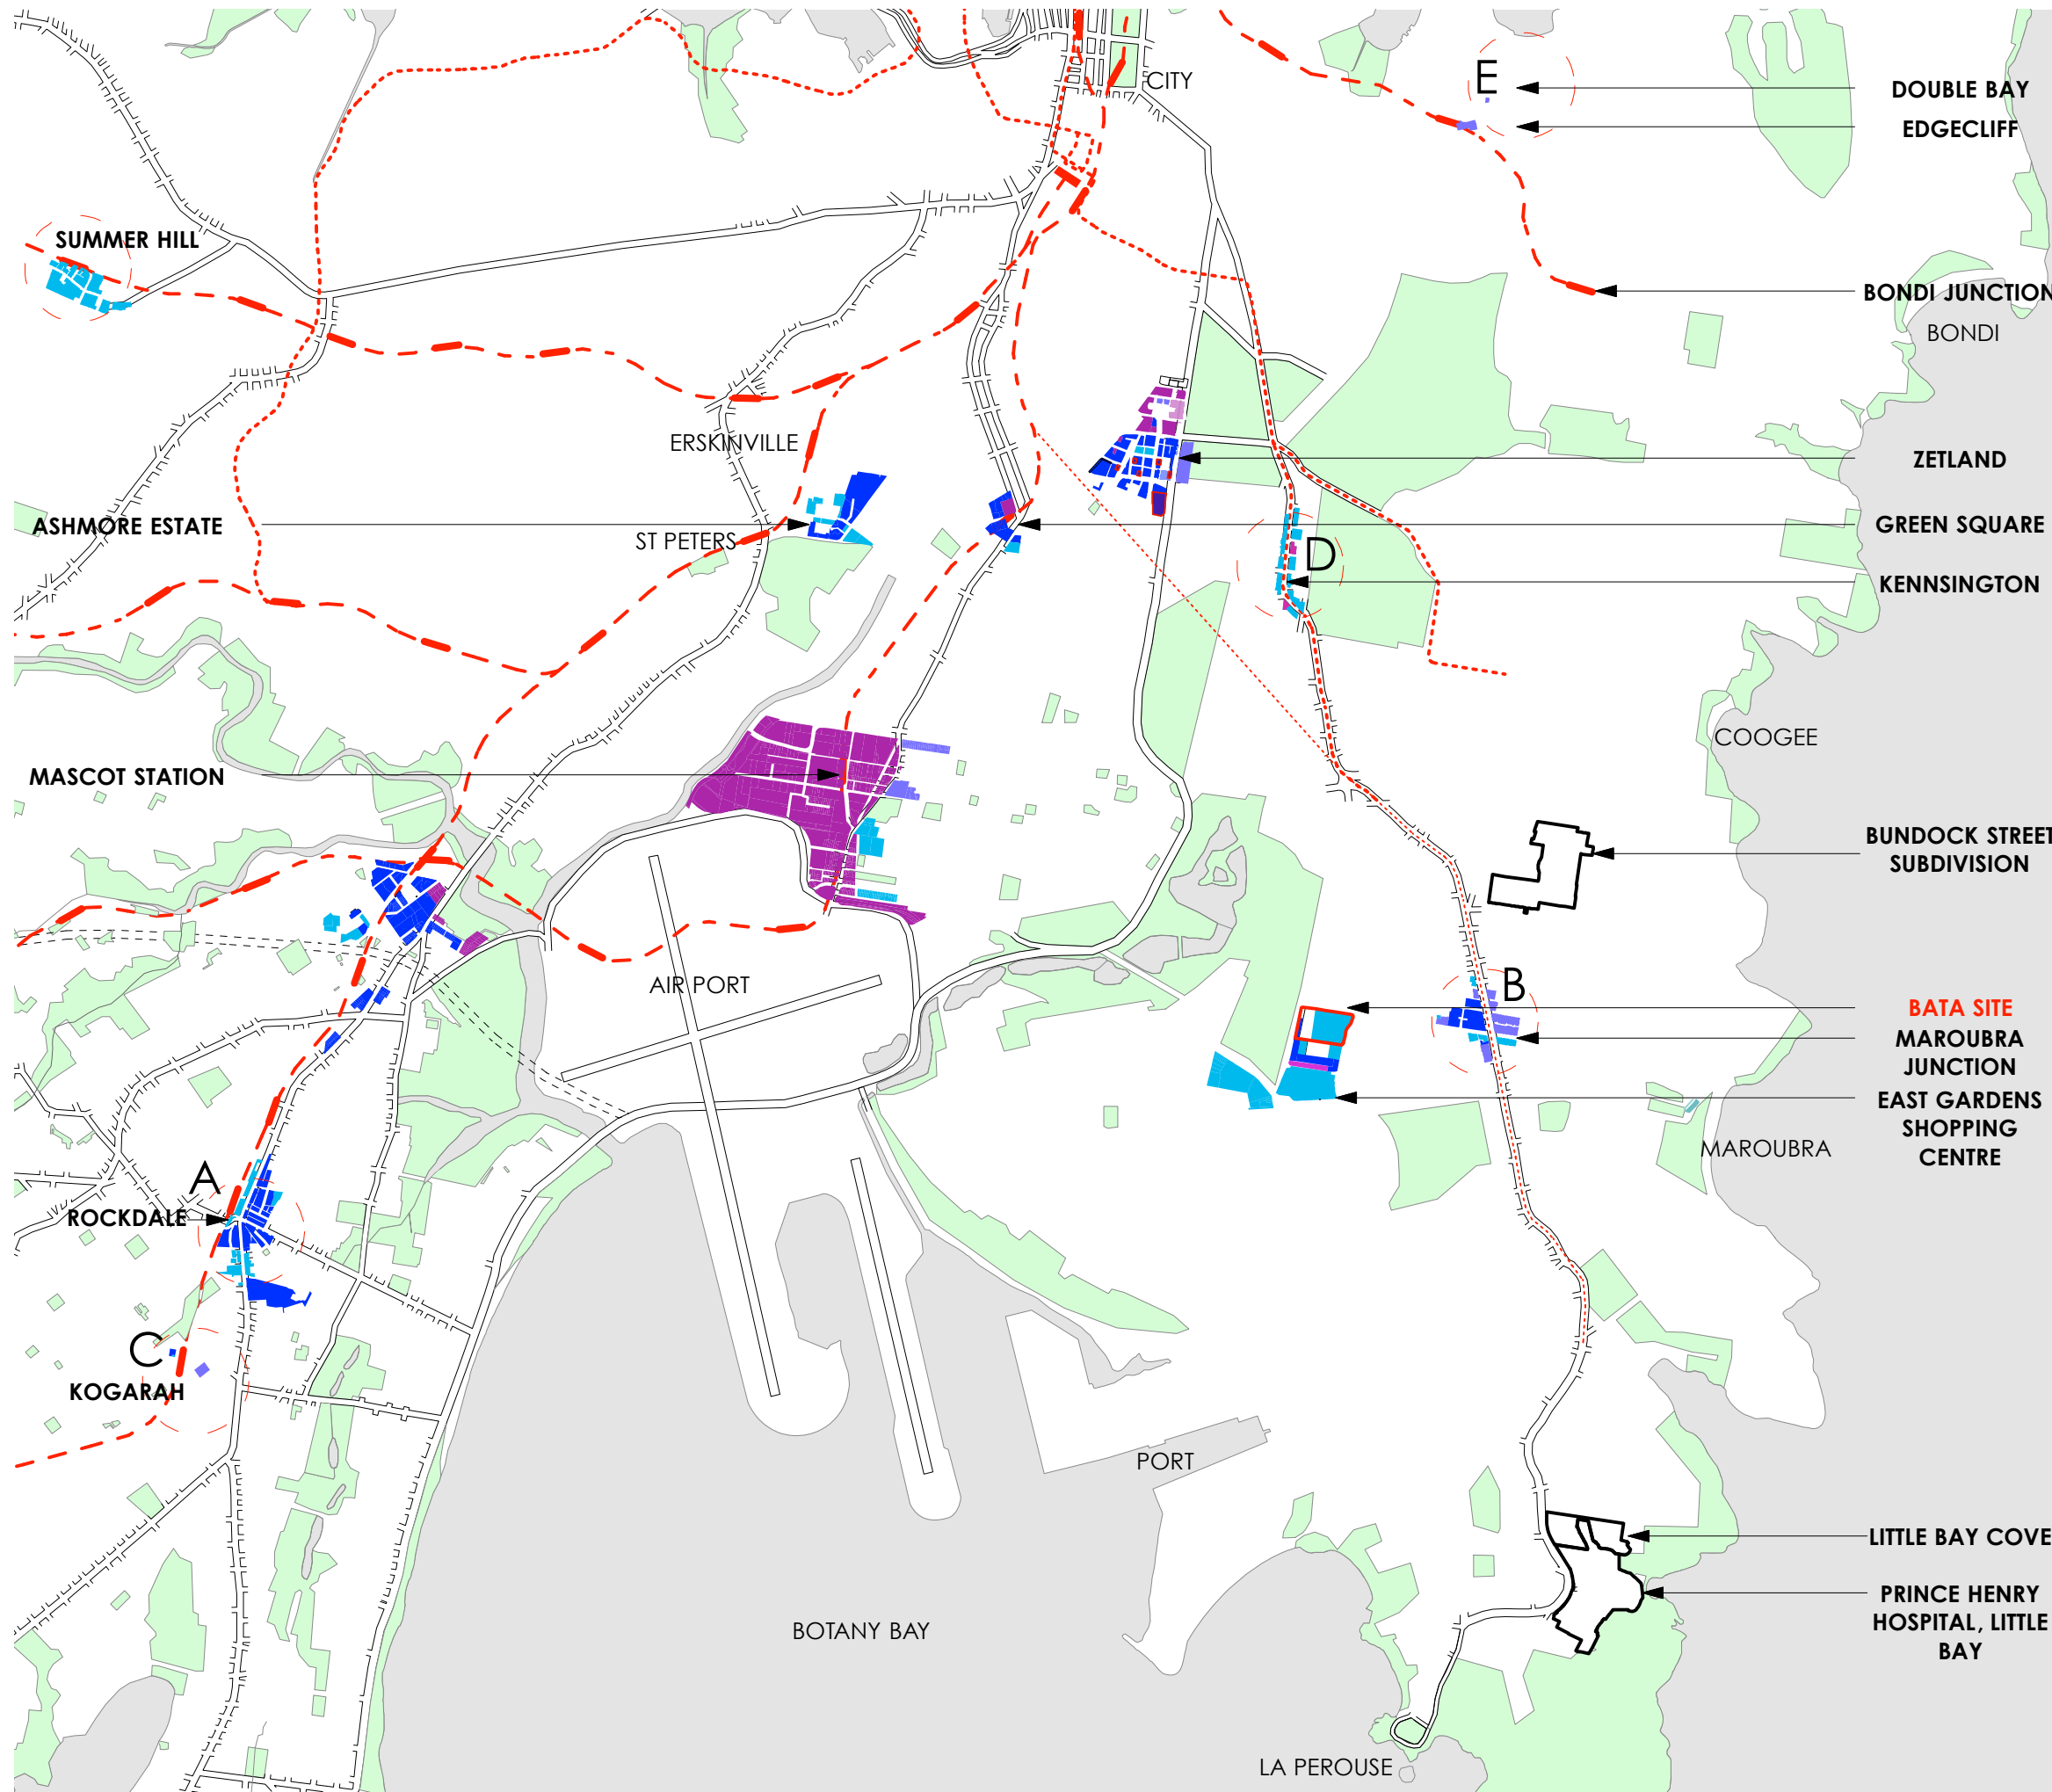 CITY
E
DOUBLE BAY
EDGECLIFF
SUMMER HILL
BONDI JUNCTION
BONDI
ERSKINVILLE
ZETLAND
ASHMORE ESTATE
ST PETERS
GREEN SQUARE
D
KENNSINGTON
COOGEE
MASCOT STATION
BUNDOCK STREET
SUBDIVISION
AIR PORT
B
BATA SITE
MAROUBRA
JUNCTION
EAST GARDENS
SHOPPING
CENTRE
MAROUBRA
A
ROCKDALE
C
KOGARAH
PORT
LITTLE BAY COVE
PRINCE HENRY
HOSPITAL, LITTLE
BAY
BOTANY BAY
LA PEROUSE